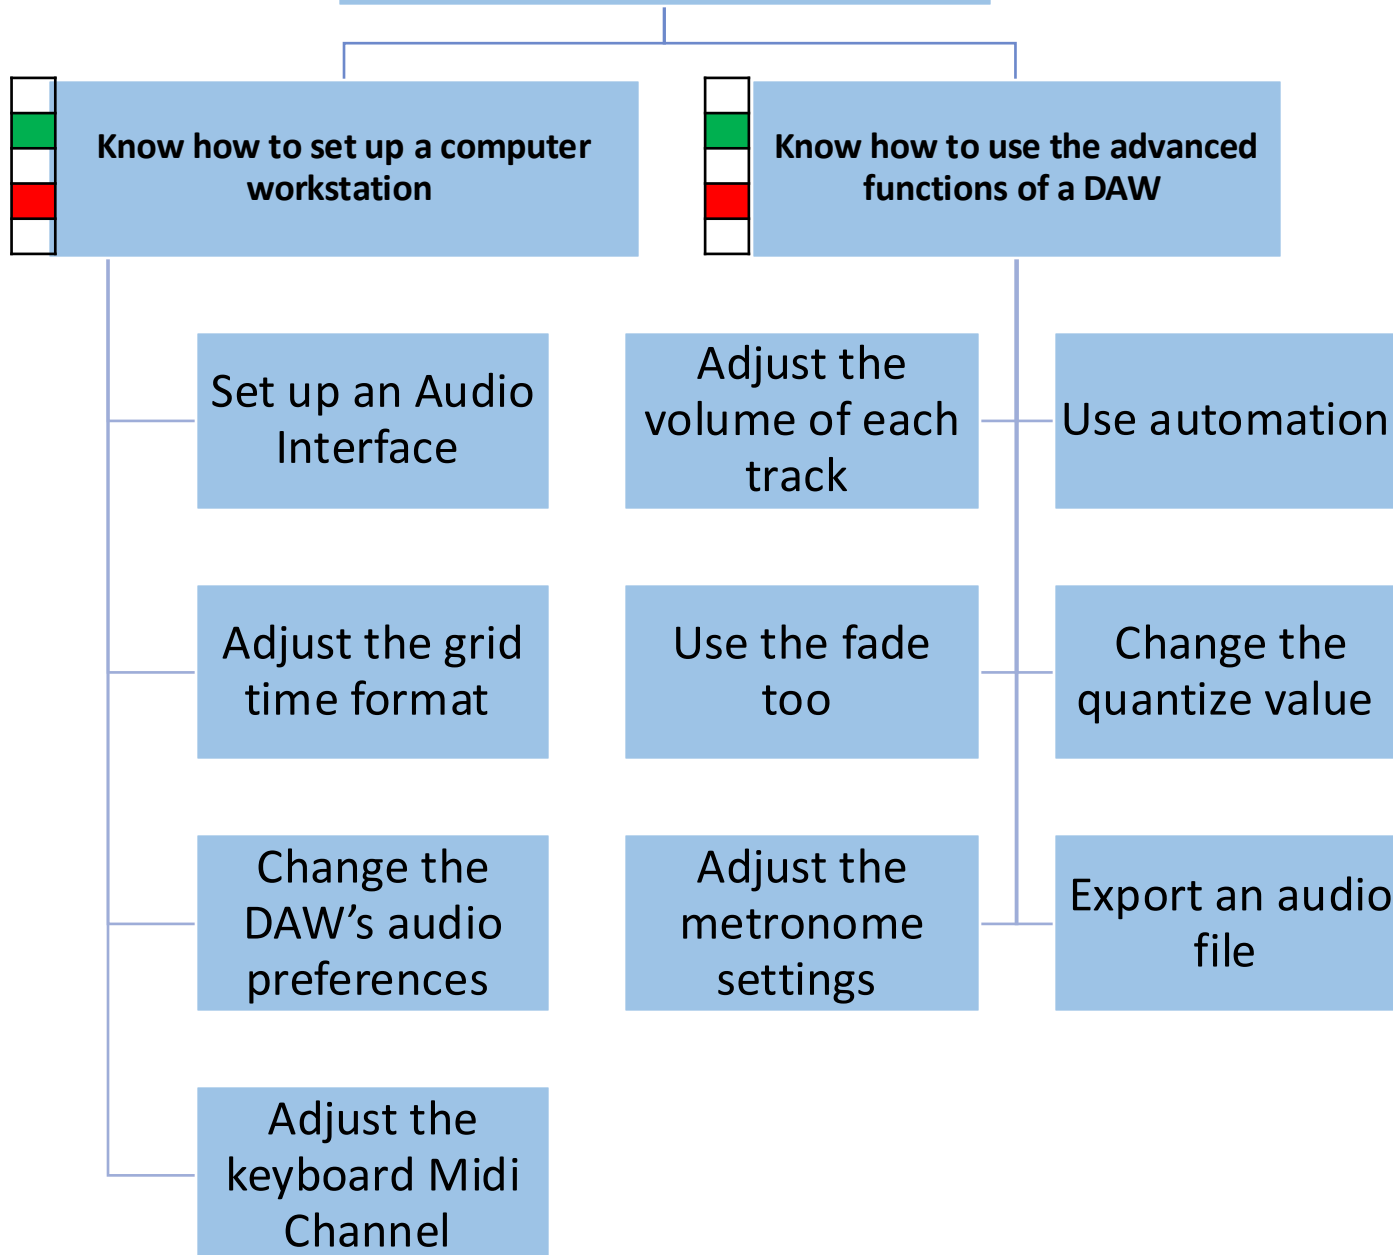 Know how to set up a computer
workstation
Know how to use the advanced
functions of a DAW
Set up an Audio
Interface
Adjust the grid
time format
Change the
DAW’s audio
preferences
Adjust the
keyboard Midi
Channel
Adjust the
volume of each
track
Use automation
Use the fade
too
Change the
quantize value
Adjust the
metronome
settings
Export an audio
file